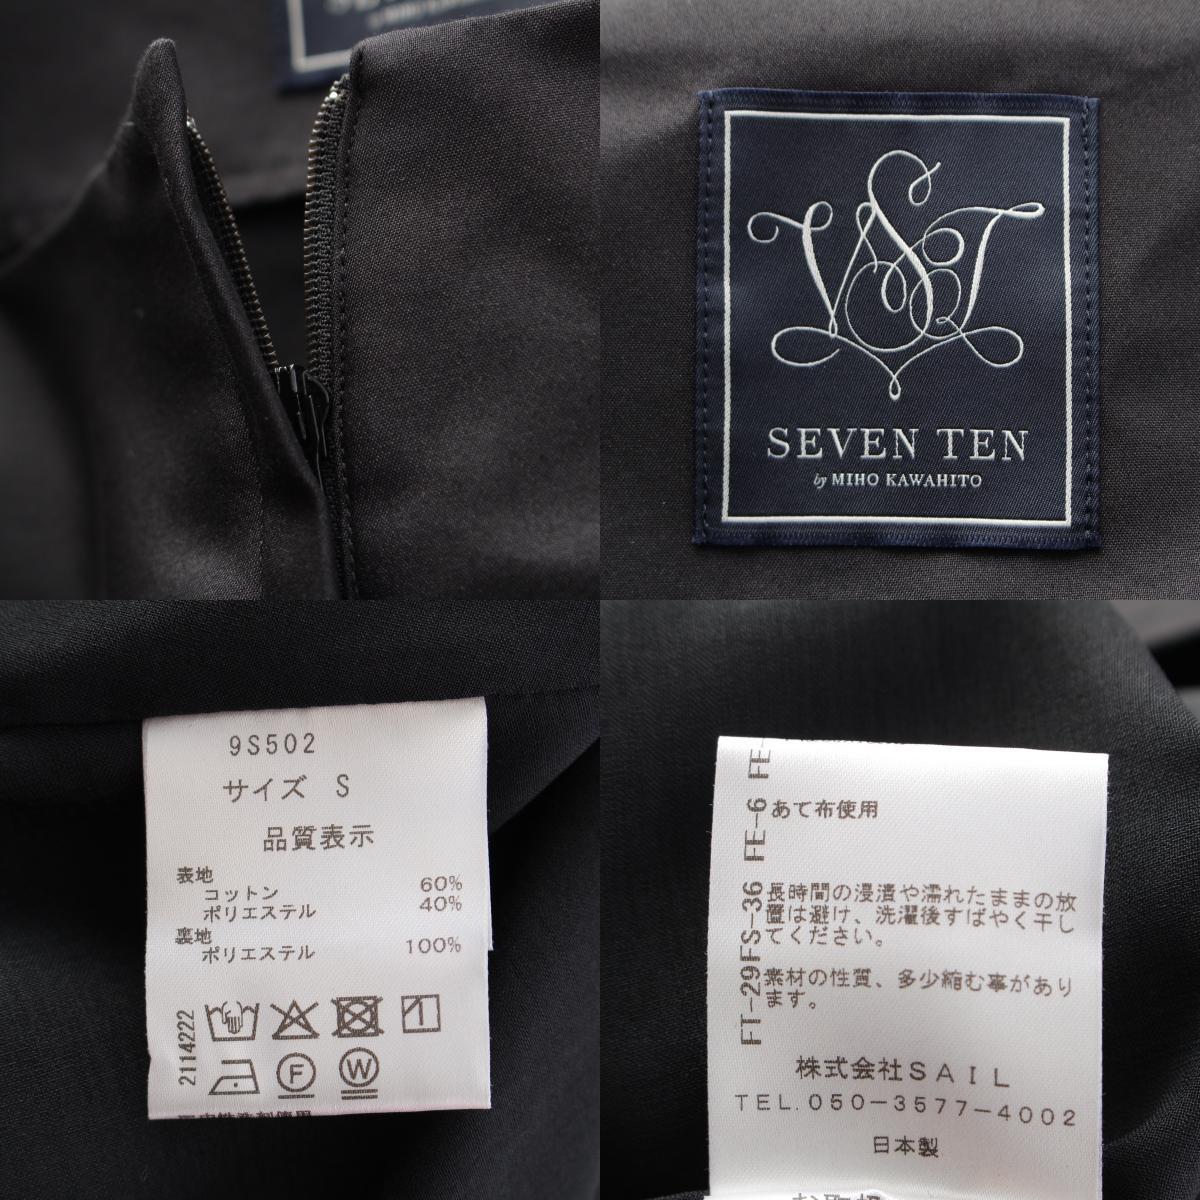 SEVEN TEN
by MIHO KAWAHITO
9S502
サイズ S
品質表示
表地
コットン 60%
ポリエステル 40%
裏地
ポリエステル 100%
2114222
F
W
FT-29FS-36 FE-6 FE-
あて布使用
長時間の浸漬や濡れたままの放
置は避け、洗濯後すばやく干し
てください。
素材の性質、多少縮む事があり
ます。
株式会社SAIL
TEL.050-3577-4002
日本製